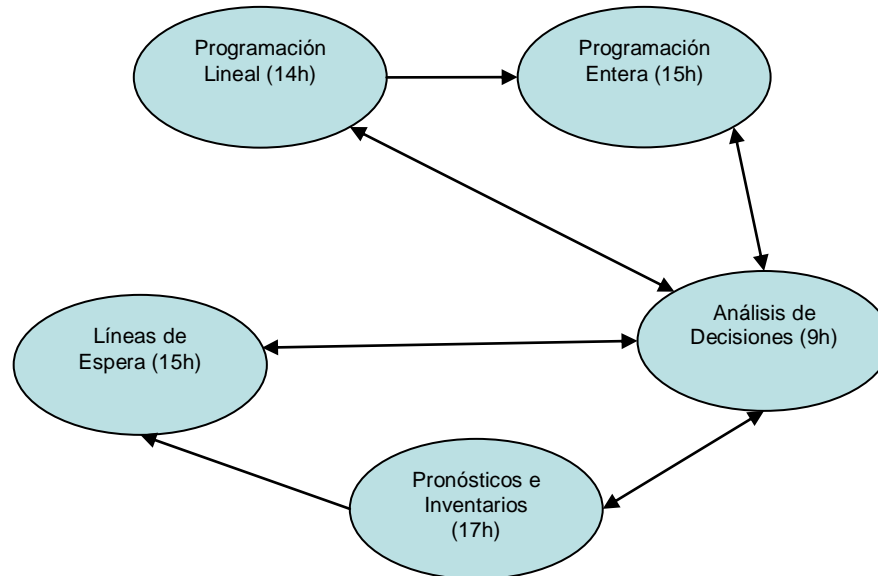 Programación
Lineal (14h)
Programación
Entera (15h)
Análisis de
Decisiones (9h)
Líneas de
Espera (15h)
Pronósticos e
Inventarios
(17h)